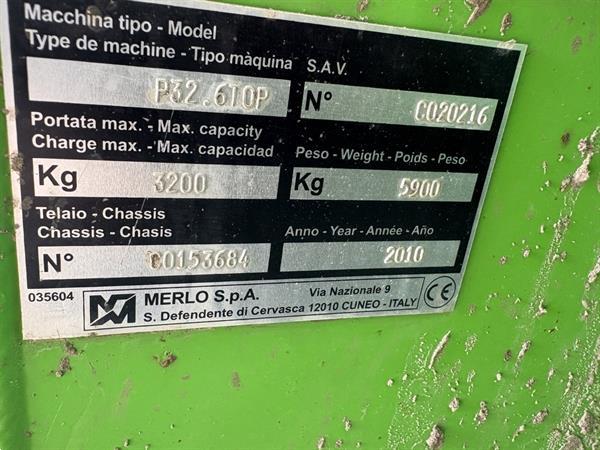 Macchina tipo - Model
Type de machine - Tipo màquina
S.A.V.
P32.6TOP
N° C020216
Portata max. - Max. capacity
Charge max. - Max. capacidad
Peso - Weight - Poids - Peso
Kg 3200
Kg 5900
Telaio - Chassis
Chassis - Chasis
Anno - Year - Année - Año
N° C0153684
2010
035604
MERLO S.p.A.
Via Nazionale 9
S. Defendente di Cervasca 12010 CUNEO - ITALY
CE